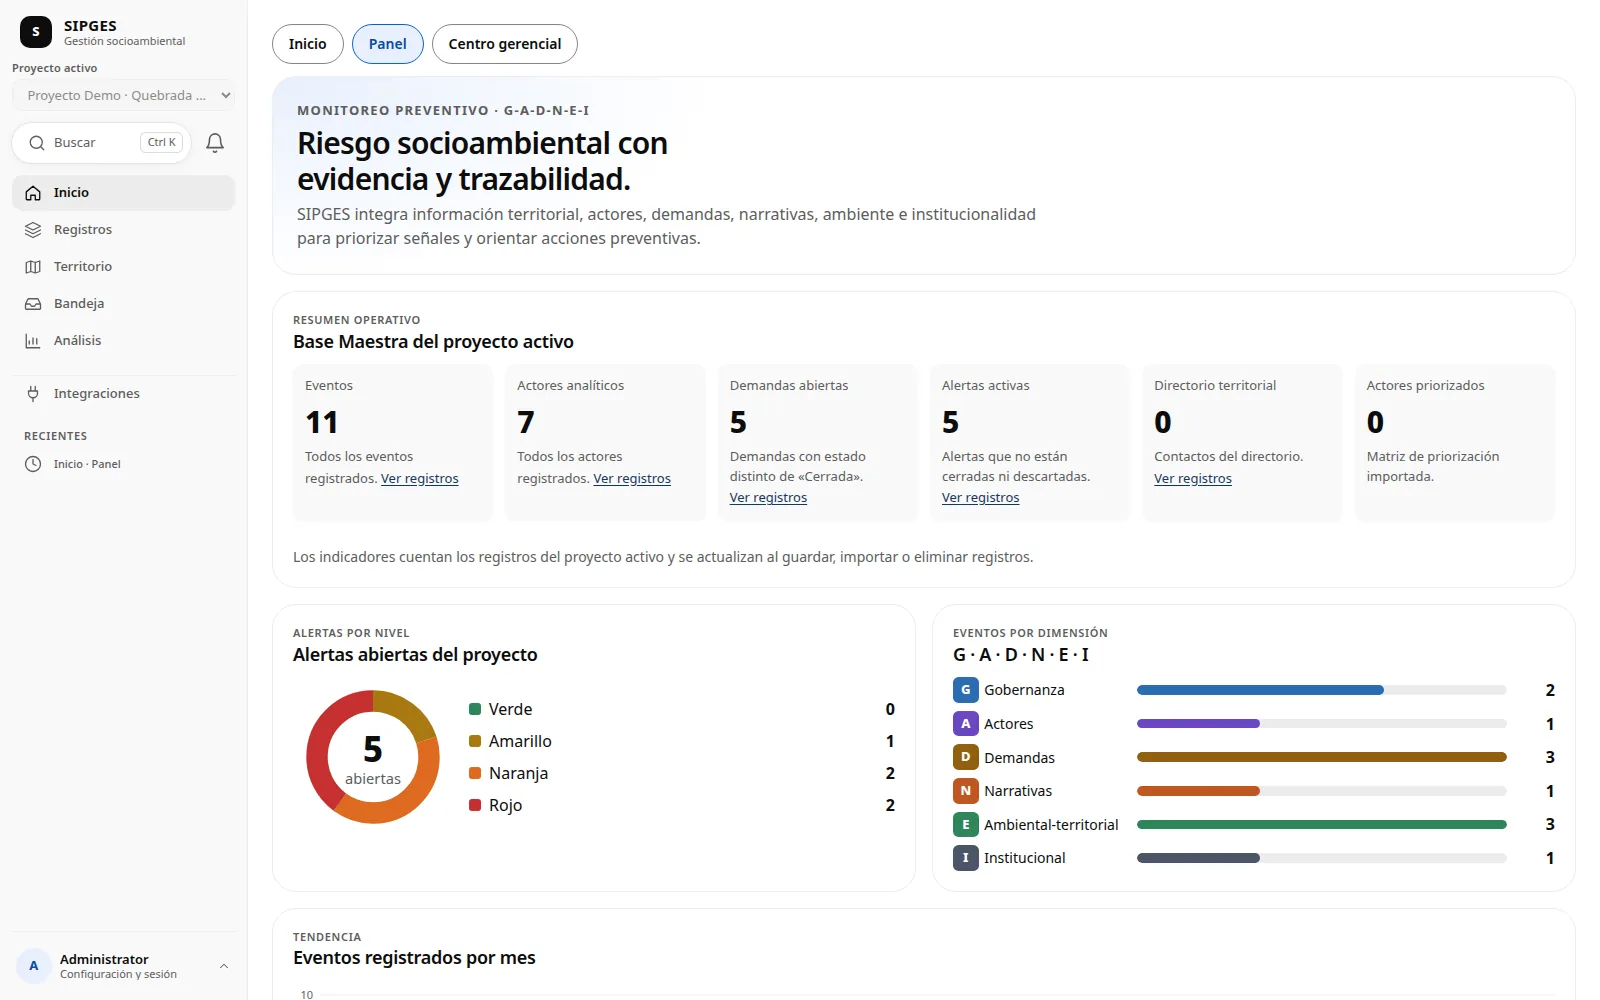 S
SIPGES
Gestión socioambiental
Proyecto activo
Proyecto Demo · Quebrada ...
Buscar
Ctrl K
Inicio
Registros
Territorio
Bandeja
Análisis
Integraciones
RECIENTES
Inicio · Panel
A
Administrator
Configuración y sesión
Inicio
Panel
Centro gerencial
MONITOREO PREVENTIVO · G-A-D-N-E-I
Riesgo socioambiental con
evidencia y trazabilidad.
SIPGES integra información territorial, actores, demandas, narrativas, ambiente e institucionalidad
para priorizar señales y orientar acciones preventivas.
RESUMEN OPERATIVO
Base Maestra del proyecto activo
Eventos
11
Todos los eventos
registrados. Ver registros
Actores analíticos
7
Todos los actores
registrados. Ver registros
Demandas abiertas
5
Demandas con estado
distinto de «Cerrada».
Ver registros
Alertas activas
5
Alertas que no están
cerradas ni descartadas.
Ver registros
Directorio territorial
0
Contactos del directorio.
Ver registros
Actores priorizados
0
Matriz de priorización
importada.
Los indicadores cuentan los registros del proyecto activo y se actualizan al guardar, importar o eliminar registros.
ALERTAS POR NIVEL
Alertas abiertas del proyecto
5
abiertas
Verde 0
Amarillo 1
Naranja 2
Rojo 2
EVENTOS POR DIMENSIÓN
G · A · D · N · E · I
G Gobernanza 2
A Actores 1
D Demandas 3
N Narrativas 1
E Ambiental-territorial 3
I Institucional 1
TENDENCIA
Eventos registrados por mes
10